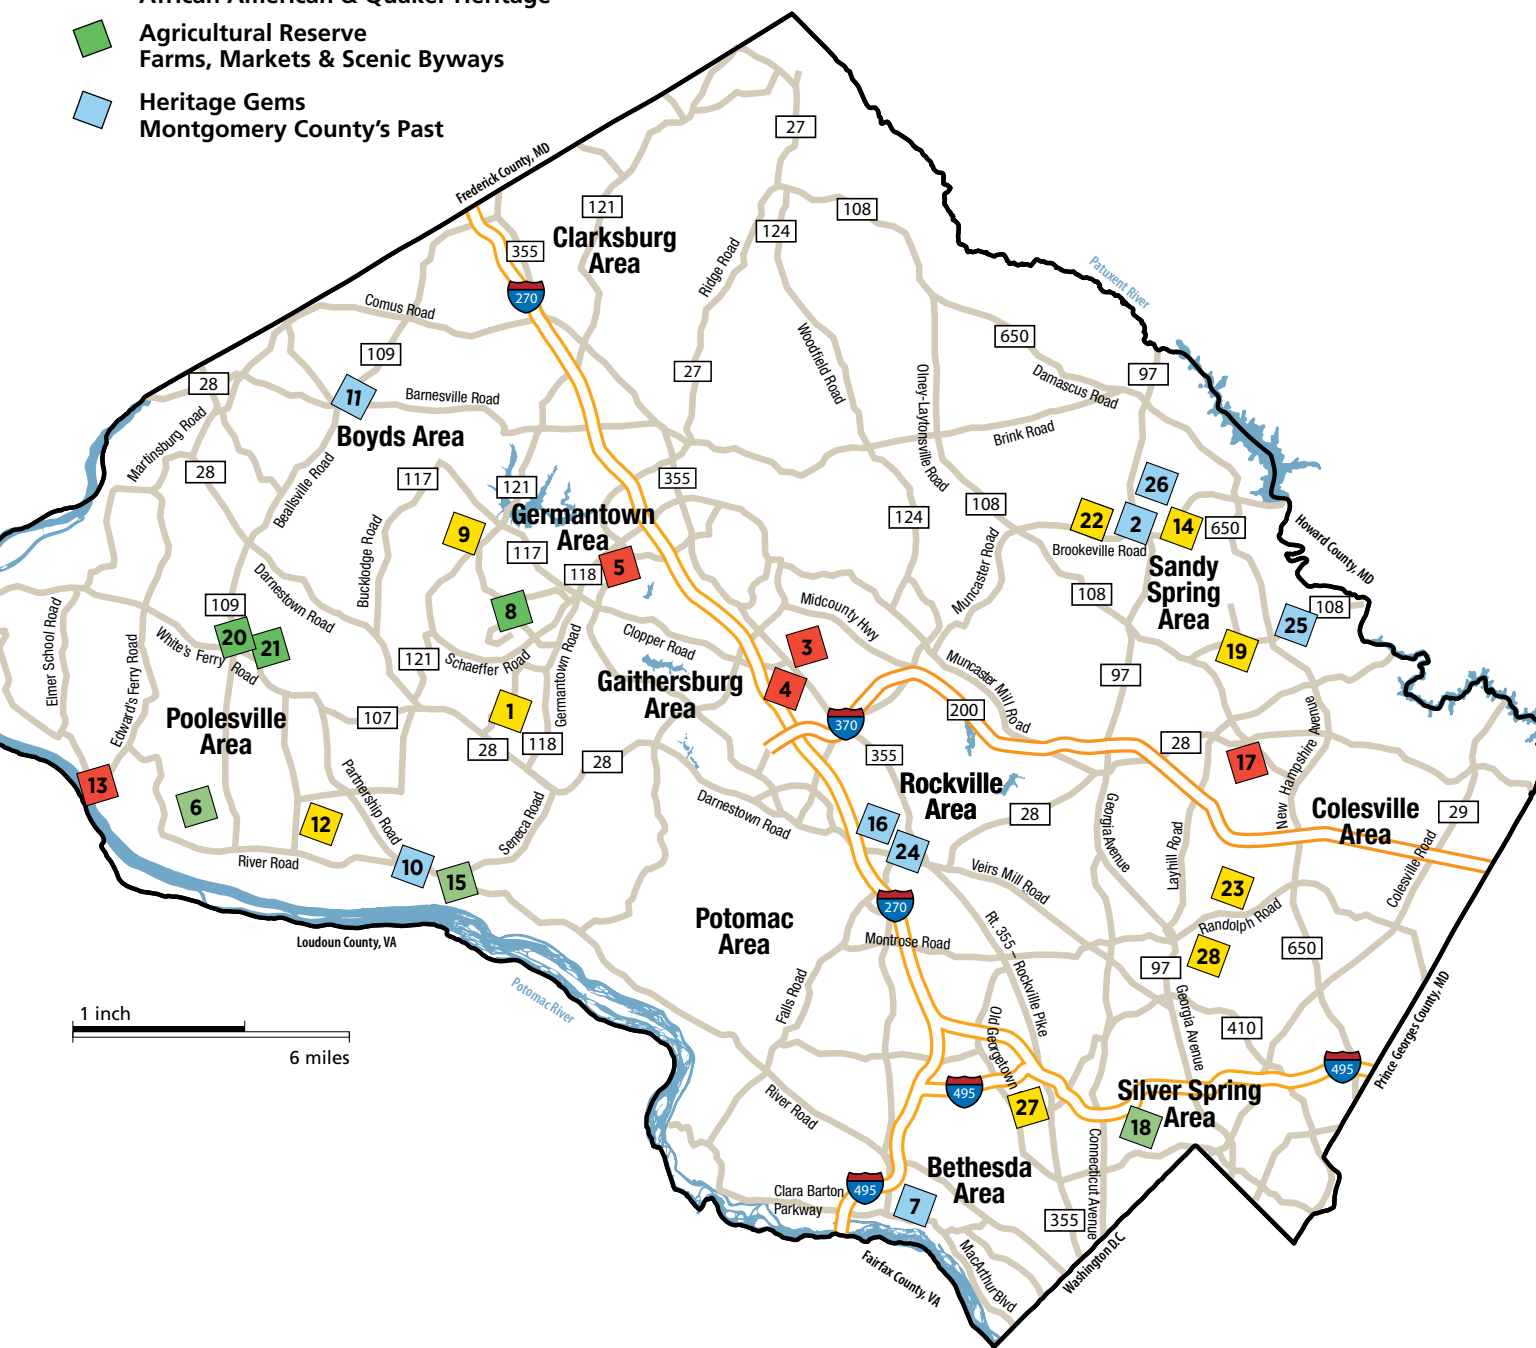 African American & Quaker Heritage
Agricultural Reserve
Farms, Markets & Scenic Byways
Heritage Gems
Montgomery County's Past
Frederick County, MD
27
121
108
124
355
Clarksburg
Area
Ridge Road
270
Patuxent River
Comus Road
109
Woodfield Road
650
28
27
97
Damascus Road
Olney-Laytonsville Road
11
Barnesville Road
Martinsburg Road
Boyds Area
Brink Road
28
Beallsville Road
117
121
355
26
108
124
22
2
14
650
Howard County, MD
9
Germantown
Area
117
118
5
Bucklodge Road
Brookeville Road
Sandy
Spring
Area
Muncaster Road
Darnestown Road
108
109
8
Midcounty Hwy
108
25
Elmer School Road
20
21
White's Ferry Road
Edward's Ferry Road
Clopper Road
3
19
121
Schaeffer Road
Germantown Road
Muncaster Mill Road
97
Gaithersburg
Area
4
Poolesville
Area
107
1
200
370
New Hampshire Avenue
28
118
28
355
28
17
13
6
Partnership Road
12
Rockville
Area
Darnestown Road
28
Georgia Avenue
Layhill Road
Colesville
Area
29
16
24
Seneca Road
River Road
10
15
Veirs Mill Road
23
Colesville Road
270
Randolph Road
Potomac
Area
Montrose Road
Rt. 355 – Rockville Pike
28
97
650
Loudoun County, VA
Potomac River
Falls Road
Georgia Avenue
Prince Georges County, MD
1 inch
6 miles
Old Georgetown
410
495
495
River Road
27
Silver Spring
Area
18
Connecticut Avenue
Bethesda
Area
Clara Barton
Parkway
495
7
355
MacArthur Blvd
Washington D.C
Fairfax County, VA